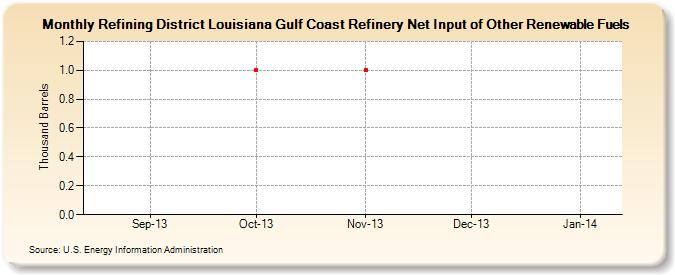 Monthly Refining District Louisiana Gulf Coast Refinery Net Input of Other Renewable Fuels
Thousand Barrels
1.2
1.0
0.8
0.6
0.4
0.2
0.0
Sep-13 Oct-13 Nov-13 Dec-13 Jan-14
Source: U.S. Energy Information Administration